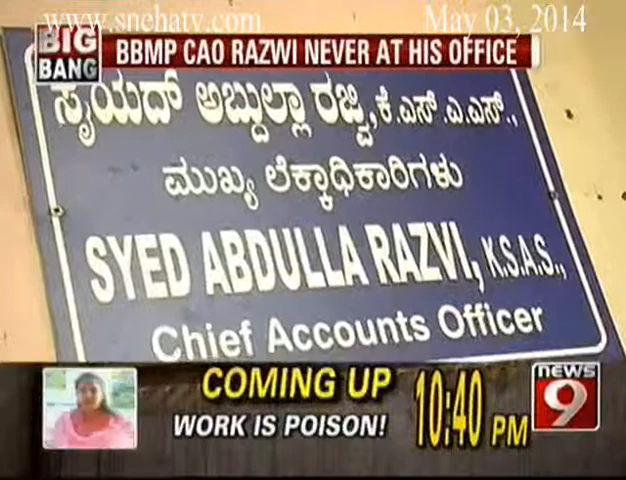 www.snehatv.com
May 03, 2014
BIG BANG
BBMP CAO RAZWI NEVER AT HIS OFFICE
ಸೈಯದ್ ಅಬ್ದುಲ್ಲಾ ರಜ್ವಿ, ಕೆ.ಎಸ್.ಎ.ಎಸ್.,
ಮುಖ್ಯ ಲೆಕ್ಕಾಧಿಕಾರಿಗಳು
SYED ABDULLA RAZVI, K.S.A.S.,
Chief Accounts Officer
COMING UP
WORK IS POISON!
10:40 PM
NEWS
9